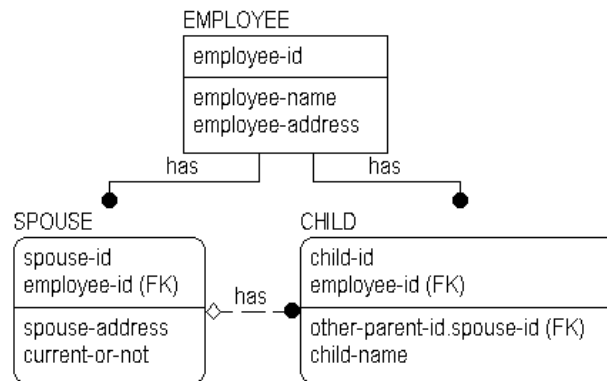 EMPLOYEE
employee-id
employee-name
employee-address
has
has
SPOUSE
spouse-id
employee-id (FK)
spouse-address
current-or-not
has
CHILD
child-id
employee-id (FK)
other-parent-id.spouse-id (FK)
child-name